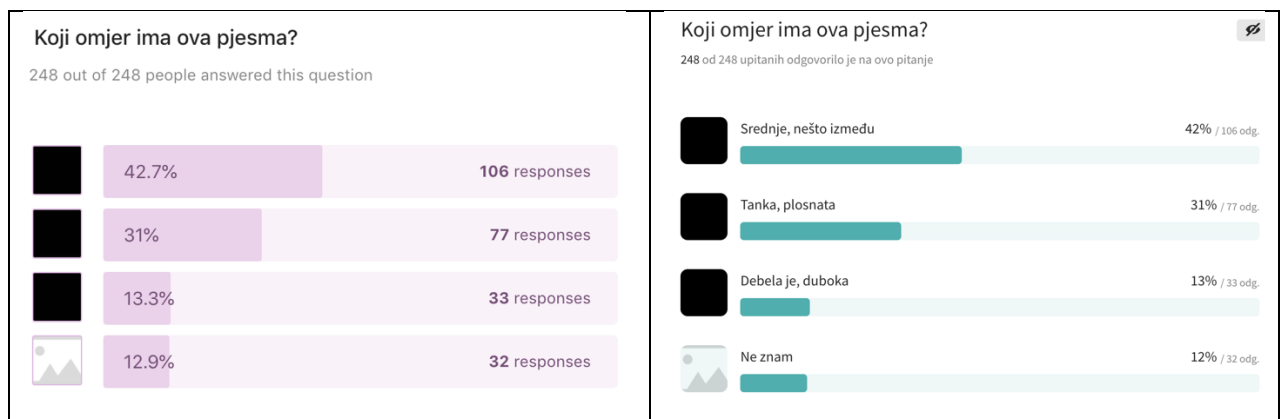 Koji omjer ima ova pjesma?
248 out of 248 people answered this question
42.7% 106 responses
31% 77 responses
13.3% 33 responses
12.9% 32 responses
Koji omjer ima ova pjesma?
248 od 248 upitanih odgovorilo je na ovo pitanje
Srednje, nešto između 42% / 106 odg.
Tanka, plosnata 31% / 77 odg.
Debela je, duboka 13% / 33 odg.
Ne znam 12% / 32 odg.